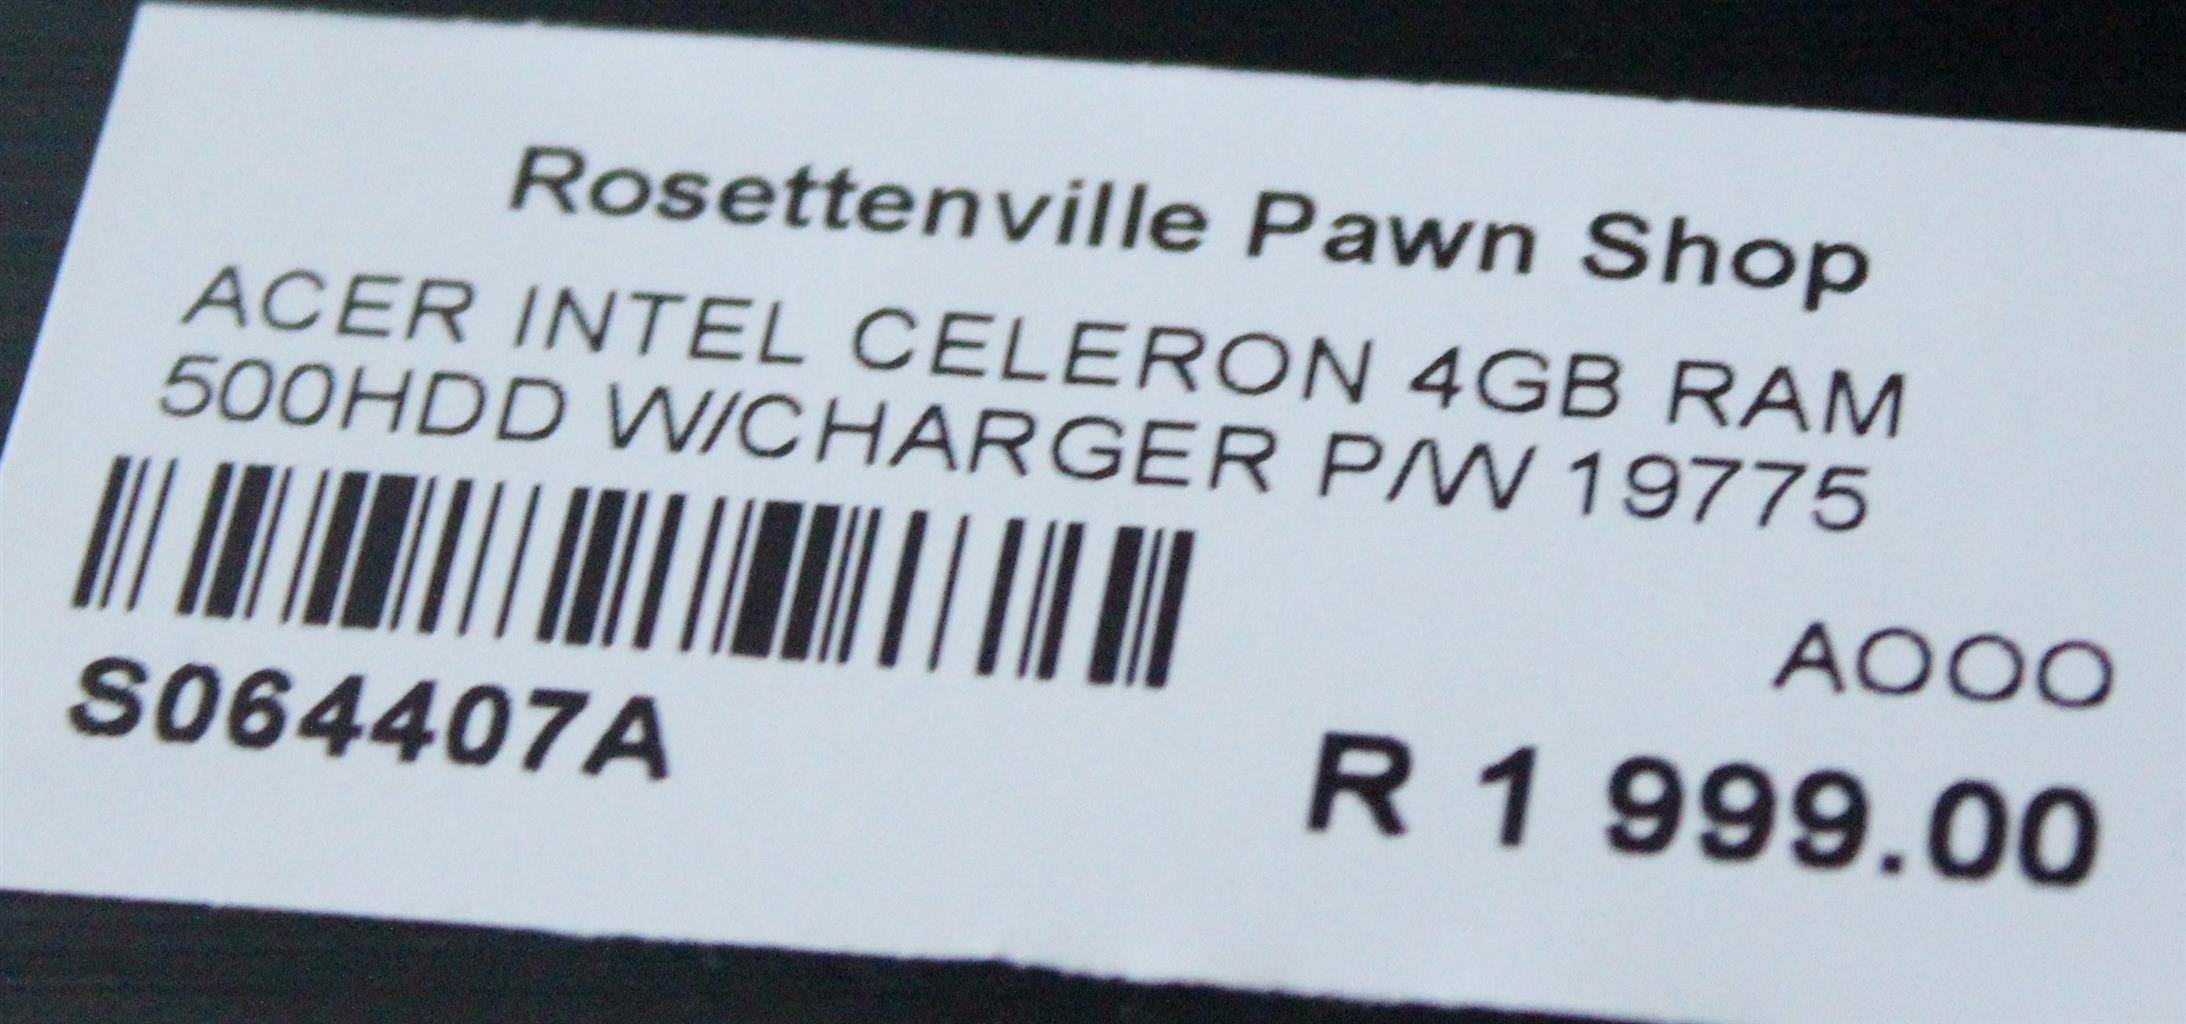 Rosettenville Pawn Shop
ACER INTEL CELERON 4GB RAM
500HDD W/CHARGER P/W 19775
AOOO
S064407A
R 1 999.00